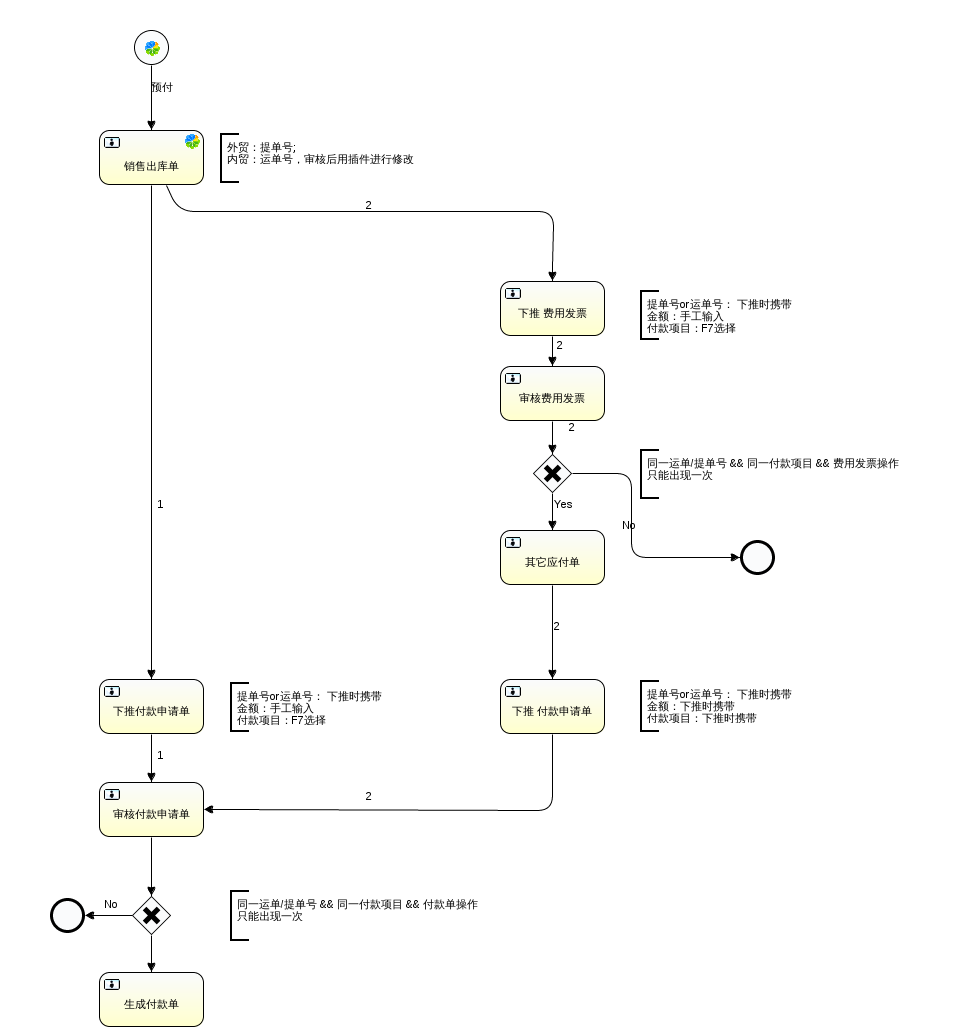 预付
销售出库单
外贸：提单号;
内贸：运单号，审核后用插件进行修改
2
下推 费用发票
提单号or运单号： 下推时携带
金额：手工输入
付款项目：F7选择
2
审核费用发票
2
同一运单/提单号 && 同一付款项目 && 费用发票操作
只能出现一次
Yes
No
1
其它应付单
2
下推付款申请单
提单号or运单号： 下推时携带
金额：手工输入
付款项目：F7选择
下推 付款申请单
提单号or运单号： 下推时携带
金额：下推时携带
付款项目：下推时携带
1
2
审核付款申请单
No
同一运单/提单号 && 同一付款项目 && 付款单操作
只能出现一次
生成付款单